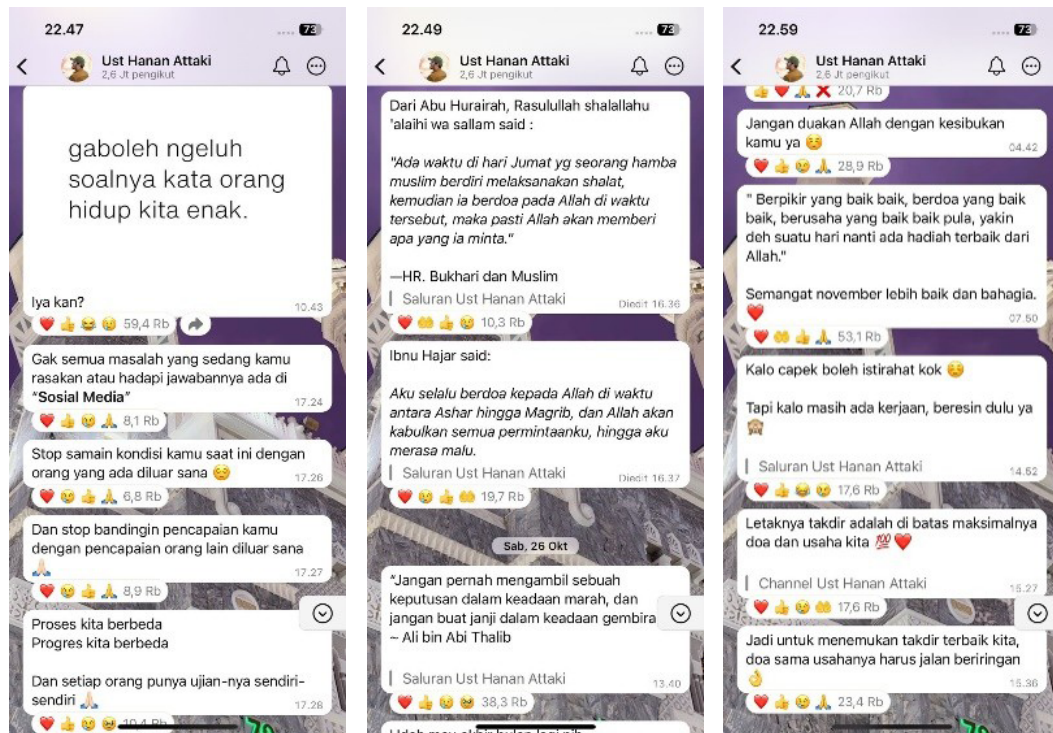 22.47
73
Ust Hanan Attaki
2,6 Jt pengikut
gaboleh ngeluh
soalnya kata orang
hidup kita enak.
Iya kan?
10.43
59,4 Rb
Gak semua masalah yang sedang kamu
rasakan atau hadapi jawabannya ada di
"Sosial Media"
17.24
8,1 Rb
Stop samain kondisi kamu saat ini dengan
orang yang ada diluar sana
17.26
6,8 Rb
Dan stop bandingin pencapaian kamu
dengan pencapaian orang lain diluar sana
17.27
8,9 Rb
Proses kita berbeda
Progres kita berbeda
Dan setiap orang punya ujian-nya sendiri-
sendiri
17.28
10,4 Rb
22.49
73
Ust Hanan Attaki
2,6 Jt pengikut
Dari Abu Hurairah, Rasulullah shalallahu
'alaihi wa sallam said :
"Ada waktu di hari Jumat yg seorang hamba
muslim berdiri melaksanakan shalat,
kemudian ia berdoa pada Allah di waktu
tersebut, maka pasti Allah akan memberi
apa yang ia minta."
—HR. Bukhari dan Muslim
Saluran Ust Hanan Attaki
Diedit 16.36
10,3 Rb
Ibnu Hajar said:
Aku selalu berdoa kepada Allah di waktu
antara Ashar hingga Magrib, dan Allah akan
kabulkan semua permintaanku, hingga aku
merasa malu.
Saluran Ust Hanan Attaki
Diedit 16.37
19,7 Rb
Sab, 26 Okt
"Jangan pernah mengambil sebuah
keputusan dalam keadaan marah, dan
jangan buat janji dalam keadaan gembira
~ Ali bin Abi Thalib
Saluran Ust Hanan Attaki
13.40
38,3 Rb
Udah mau akhir bulan lagi nih
22.59
73
Ust Hanan Attaki
2,6 Jt pengikut
20,7 Rb
Jangan duakan Allah dengan kesibukan
kamu ya
04.42
28,9 Rb
" Berpikir yang baik baik, berdoa yang baik
baik, berusaha yang baik baik pula, yakin
deh suatu hari nanti ada hadiah terbaik dari
Allah."
Semangat november lebih baik dan bahagia.
07.50
53,1 Rb
Kalo capek boleh istirahat kok
Tapi kalo masih ada kerjaan, beresin dulu ya
Saluran Ust Hanan Attaki
14.52
17,6 Rb
Letaknya takdir adalah di batas maksimalnya
doa dan usaha kita
Channel Ust Hanan Attaki
15.27
17,6 Rb
Jadi untuk menemukan takdir terbaik kita,
doa sama usahanya harus jalan beriringan
15.36
23,4 Rb